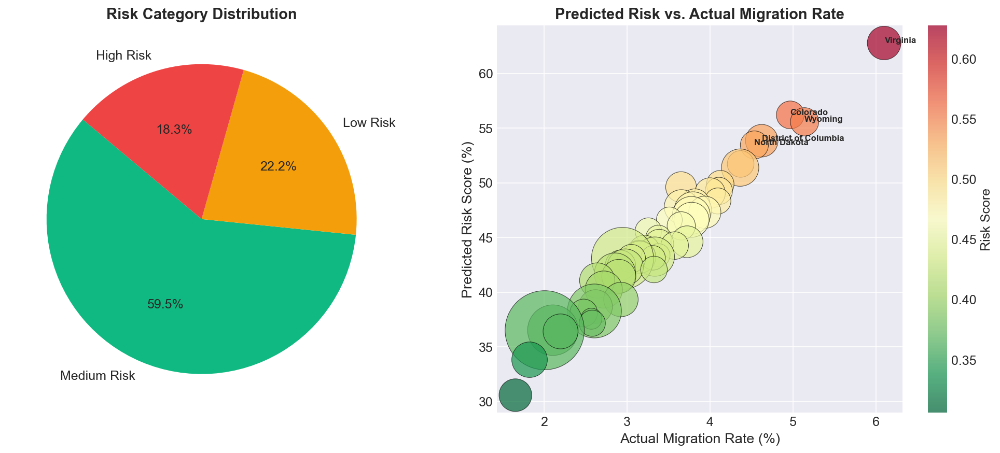 Risk Category Distribution
High Risk
18.3%
Low Risk
22.2%
59.5%
Medium Risk
Predicted Risk vs. Actual Migration Rate
Predicted Risk Score (%)
60
55
50
45
40
35
30
Virginia
Colorado
Wyoming
District of Columbia
North Dakota
2
3
4
5
6
Actual Migration Rate (%)
0.60
0.55
0.50
0.45
0.40
0.35
Risk Score